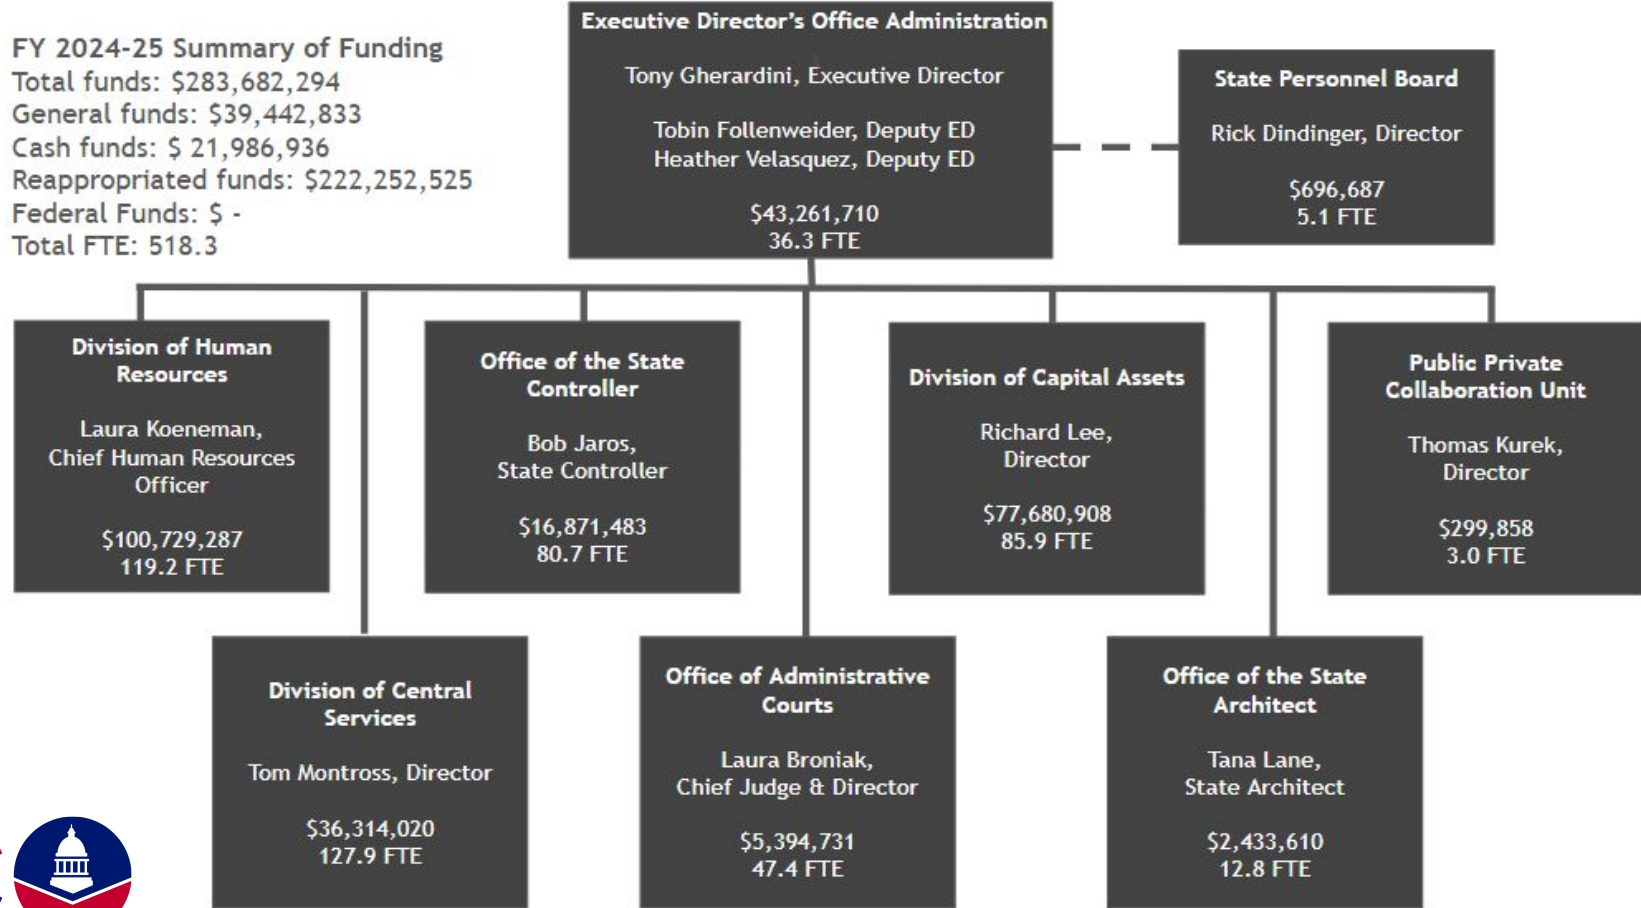 FY 2024-25 Summary of Funding
Total funds: $283,682,294
General funds: $39,442,833
Cash funds: $ 21,986,936
Reappropriated funds: $222,252,525
Federal Funds: $ -
Total FTE: 518.3
Executive Director's Office Administration
Tony Gherardini, Executive Director
Tobin Follenweider, Deputy ED
Heather Velasquez, Deputy ED
$43,261,710
36.3 FTE
State Personnel Board
Rick Dindinger, Director
$696,687
5.1 FTE
Division of Human
Resources
Laura Koeneman,
Chief Human Resources
Officer
$100,729,287
119.2 FTE
Office of the State
Controller
Bob Jaros,
State Controller
$16,871,483
80.7 FTE
Division of Capital Assets
Richard Lee,
Director
$77,680,908
85.9 FTE
Public Private
Collaboration Unit
Thomas Kurek,
Director
$299,858
3.0 FTE
Division of Central
Services
Tom Montross, Director
$36,314,020
127.9 FTE
Office of Administrative
Courts
Laura Broniak,
Chief Judge & Director
$5,394,731
47.4 FTE
Office of the State
Architect
Tana Lane,
State Architect
$2,433,610
12.8 FTE